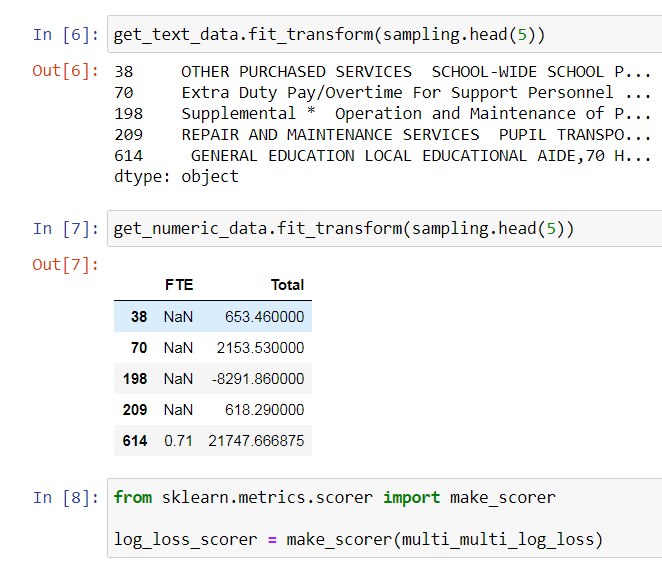 In [6]: get_text_data.fit_transform(sampling.head(5))
Out[6]: 38 OTHER PURCHASED SERVICES  SCHOOL-WIDE SCHOOL P...
70 Extra Duty Pay/Overtime For Support Personnel ...
198 Supplemental *  Operation and Maintenance of P...
209 REPAIR AND MAINTENANCE SERVICES  PUPIL TRANSPO...
614 GENERAL EDUCATION LOCAL EDUCATIONAL AIDE,70 H...
dtype: object
In [7]: get_numeric_data.fit_transform(sampling.head(5))
Out[7]:
FTE Total
38 NaN 653.460000
70 NaN 2153.530000
198 NaN -8291.860000
209 NaN 618.290000
614 0.71 21747.666875
In [8]: from sklearn.metrics.scorer import make_scorer
log_loss_scorer = make_scorer(multi_multi_log_loss)